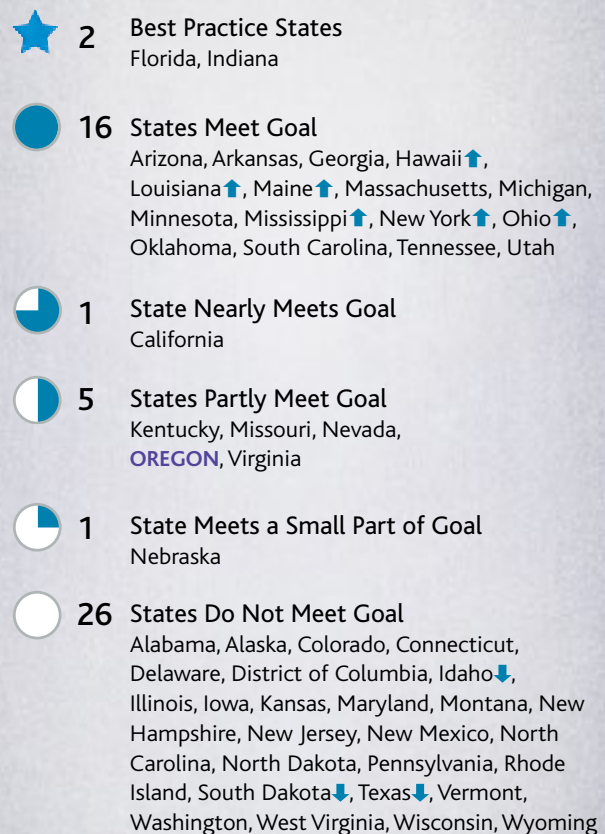 2 Best Practice States
Florida, Indiana
16 States Meet Goal
Arizona, Arkansas, Georgia, Hawaii⬆,
Louisiana⬆, Maine⬆, Massachusetts, Michigan,
Minnesota, Mississippi⬆, New York⬆, Ohio⬆,
Oklahoma, South Carolina, Tennessee, Utah
1 State Nearly Meets Goal
California
5 States Partly Meet Goal
Kentucky, Missouri, Nevada,
OREGON, Virginia
1 State Meets a Small Part of Goal
Nebraska
26 States Do Not Meet Goal
Alabama, Alaska, Colorado, Connecticut,
Delaware, District of Columbia, Idaho⬇,
Illinois, Iowa, Kansas, Maryland, Montana, New
Hampshire, New Jersey, New Mexico, North
Carolina, North Dakota, Pennsylvania, Rhode
Island, South Dakota⬇, Texas⬇, Vermont,
Washington, West Virginia, Wisconsin, Wyoming